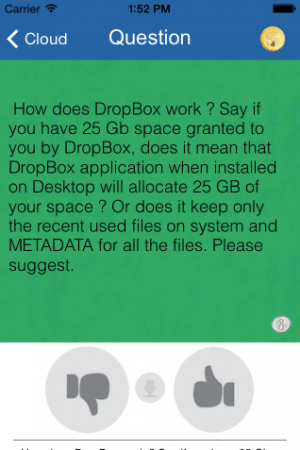 Carrier 1:52 PM
Cloud Question
How does DropBox work ? Say if
you have 25 Gb space granted to
you by DropBox, does it mean that
DropBox application when installed
on Desktop will allocate 25 GB of
your space ? Or does it keep only
the recent used files on system and
METADATA for all the files. Please
suggest.